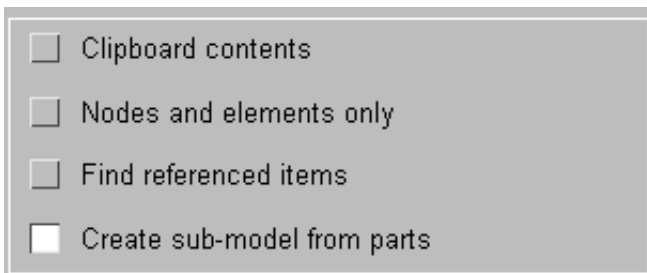 Clipboard contents
Nodes and elements only
Find referenced items
Create sub-model from parts